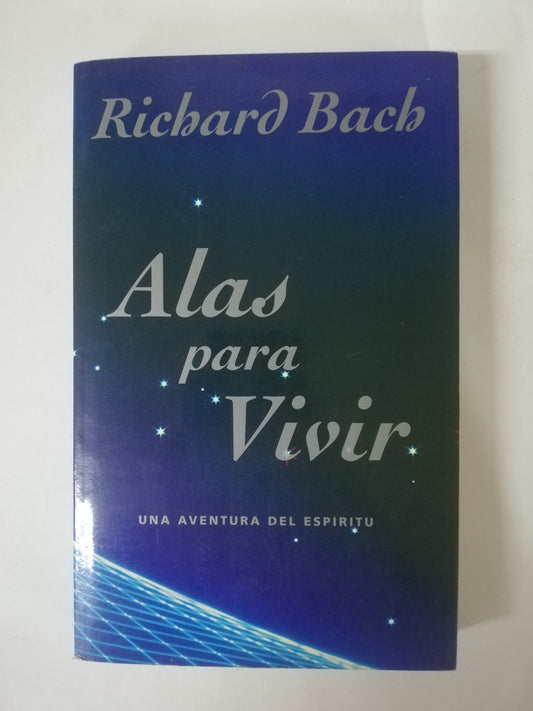 Richard Bach
Alas
para
Vivir
UNA AVENTURA DEL ESPIRITU